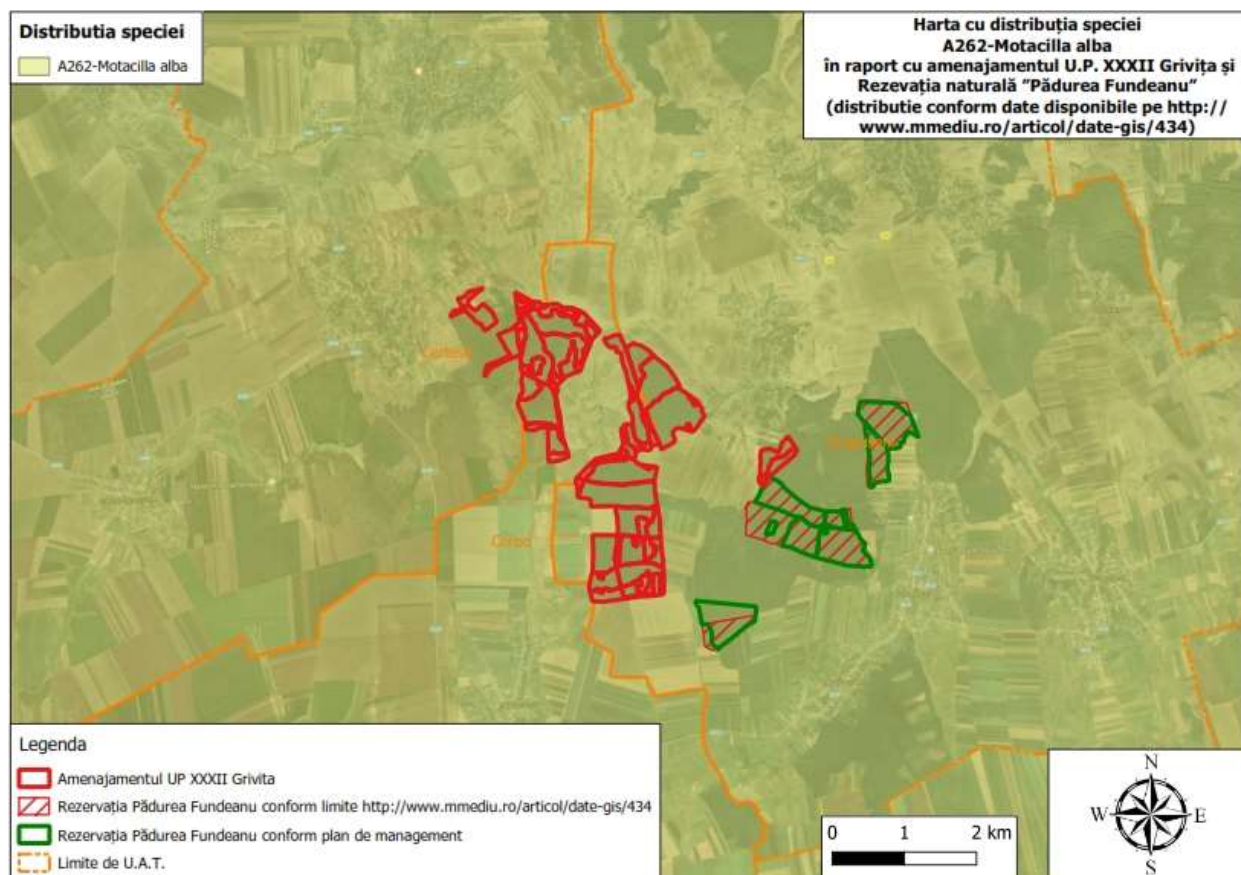 Distributia speciei
A262-Motacilla alba
Harta cu distribuția speciei
A262-Motacilla alba
în raport cu amenajamentul U.P. XXXII Grivița și
Rezevația naturală "Pădurea Fundeanu"
(distributie conform date disponibile pe http://
www.mmediu.ro/articol/date-gis/434)
Legenda
Amenajamentul UP XXXII Grivita
Rezervația Pădurea Fundeanu conform limite http://www.mmediu.ro/articol/date-gis/434
Rezervația Pădurea Fundeanu conform plan de management
Limite de U.A.T.
0 1 2 km
N
W E
S